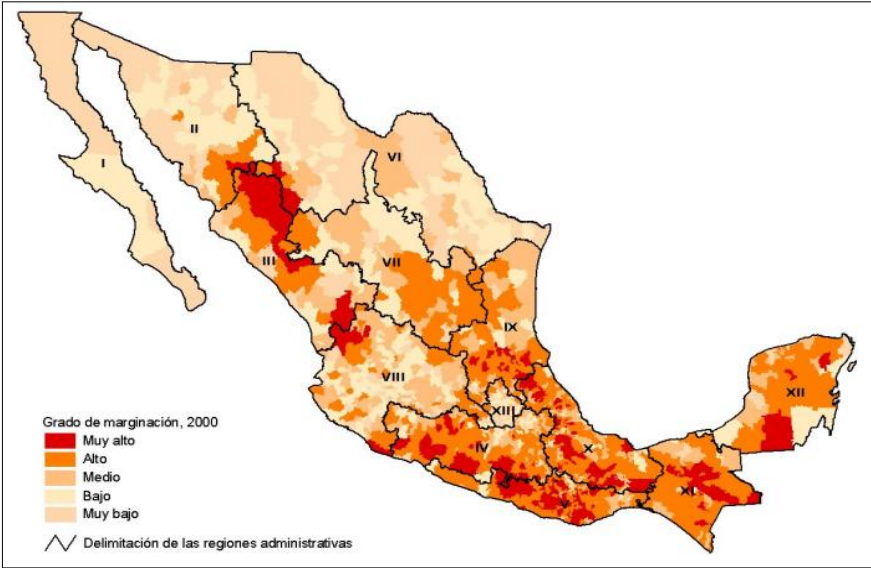 I
II
III
VI
VII
IX
VIII
XIII
IV
X
V
XI
XII
Grado de marginación, 2000
Muy alto
Alto
Medio
Bajo
Muy bajo
Delimitación de las regiones administrativas